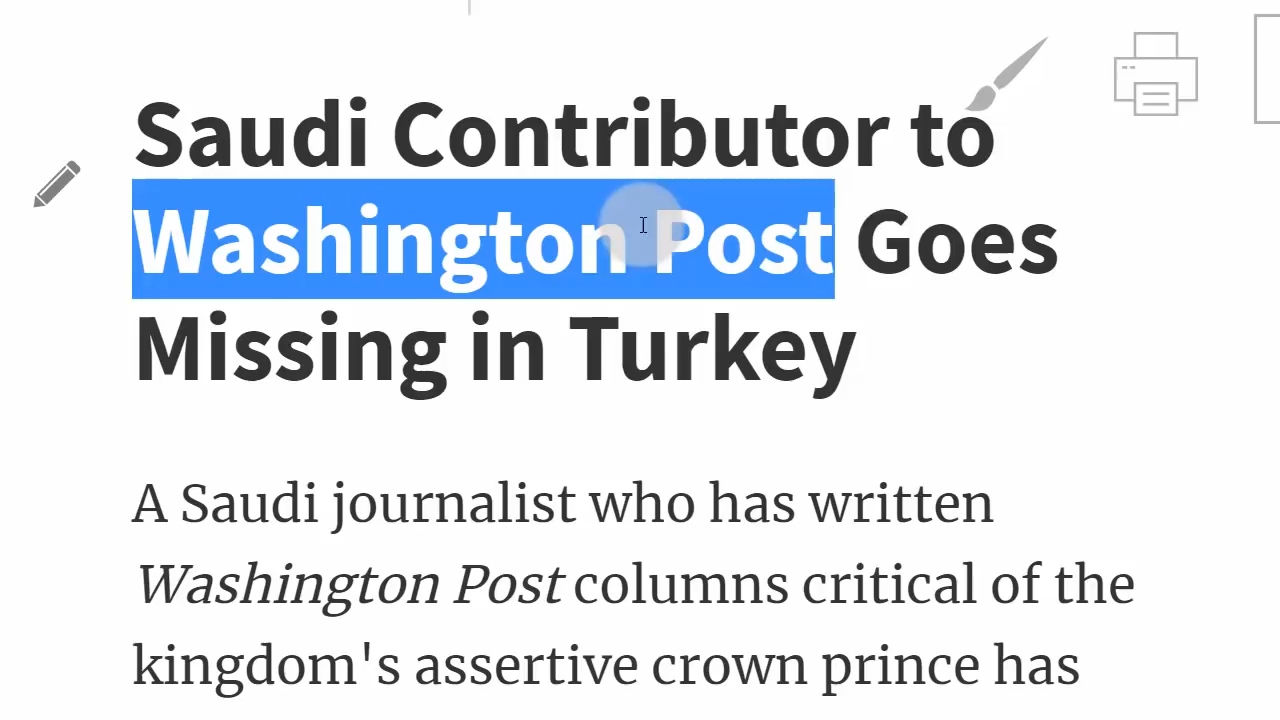 Saudi Contributor to
Washington Post Goes
Missing in Turkey
A Saudi journalist who has written
Washington Post columns critical of the
kingdom's assertive crown prince has